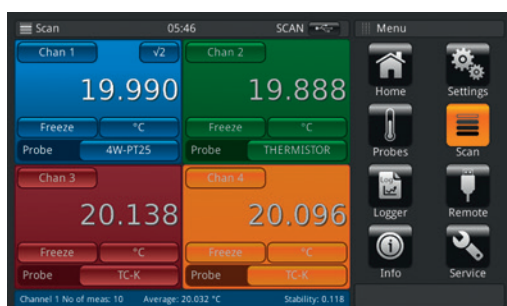 Scan 05:46 SCAN
Menu
Chan 1 √2
Chan 2
19.990
19.888
Freeze °C
Freeze °C
Probe 4W-PT25
Probe THERMISTOR
Chan 3
Chan 4
20.138
20.096
Freeze °C
Freeze °C
Probe TC-K
Probe TC-K
Channel 1 No of meas: 10 Average: 20.032 °C Stability: 0.118
Home Settings
Probes Scan
Log
Logger Remote
Info Service